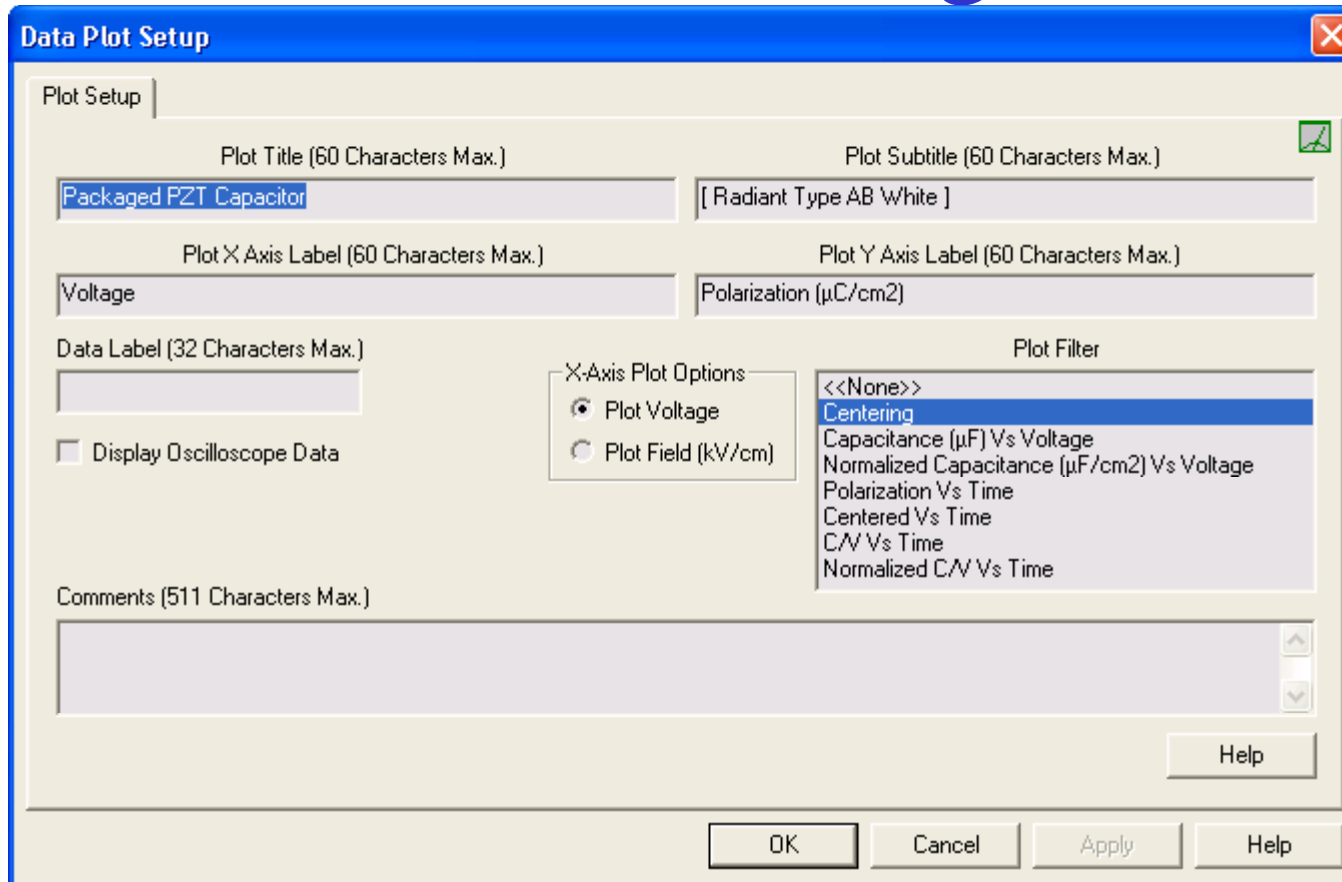 Data Plot Setup
Plot Setup
Plot Title (60 Characters Max.)
Plot Subtitle (60 Characters Max.)
Packaged PZT Capacitor
[ Radiant Type AB White ]
Plot X Axis Label (60 Characters Max.)
Plot Y Axis Label (60 Characters Max.)
Voltage
Polarization (µC/cm2)
Data Label (32 Characters Max.)
Display Oscilloscope Data
X-Axis Plot Options
Plot Voltage
Plot Field (kV/cm)
Plot Filter
<<None>>
Centering
Capacitance (µF) Vs Voltage
Normalized Capacitance (µF/cm2) Vs Voltage
Polarization Vs Time
Centered Vs Time
C/V Vs Time
Normalized C/V Vs Time
Comments (511 Characters Max.)
Help
OK
Cancel
Apply
Help